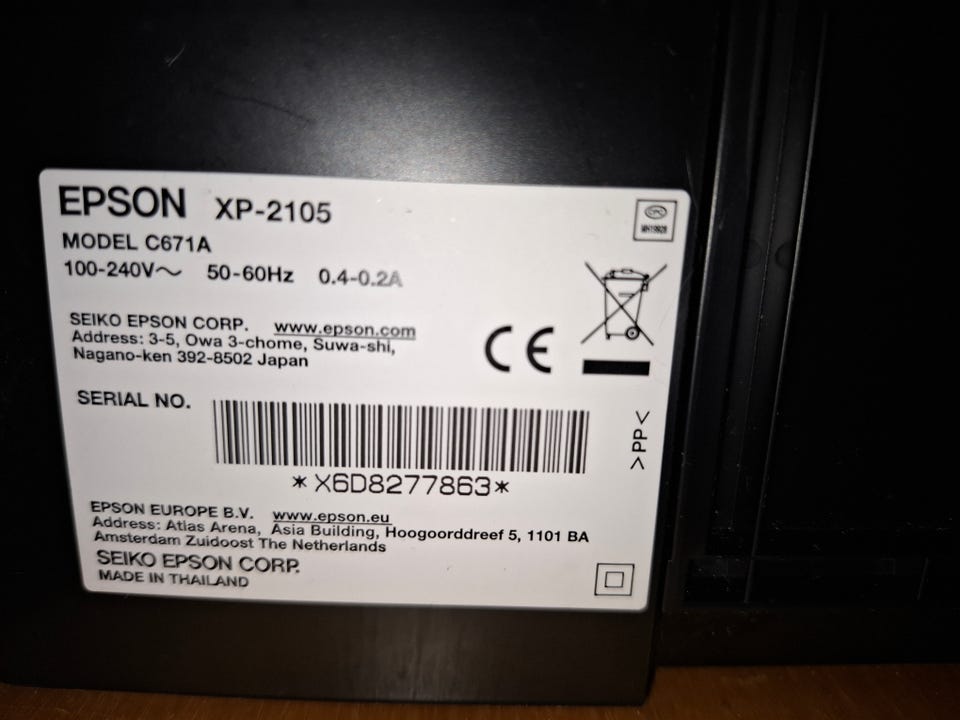 EPSON XP-2105
MODEL C671A
100-240V～ 50-60Hz 0.4-0.2A
SEIKO EPSON CORP. www.epson.com
Address: 3-5, Owa 3-chome, Suwa-shi,
Nagano-ken 392-8502 Japan
CE
SERIAL NO.
*X6D8277863*
>PP<
EPSON EUROPE B.V. www.epson.eu
Address: Atlas Arena, Asia Building, Hoogoorddreef 5, 1101 BA
Amsterdam Zuidoost The Netherlands
SEIKO EPSON CORP.
MADE IN THAILAND